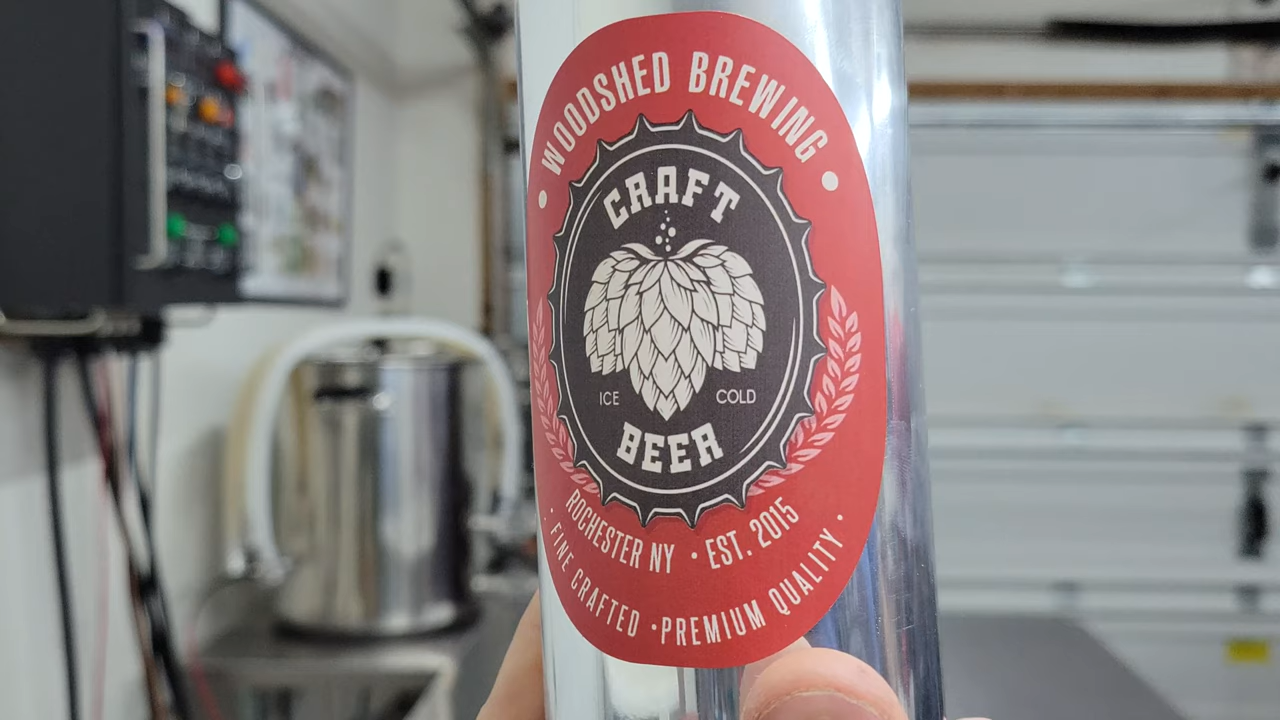 • WOODSHED BREWING •
CRAFT
ICE COLD
BEER
ROCHESTER NY • EST. 2015
• FINE CRAFTED • PREMIUM QUALITY •